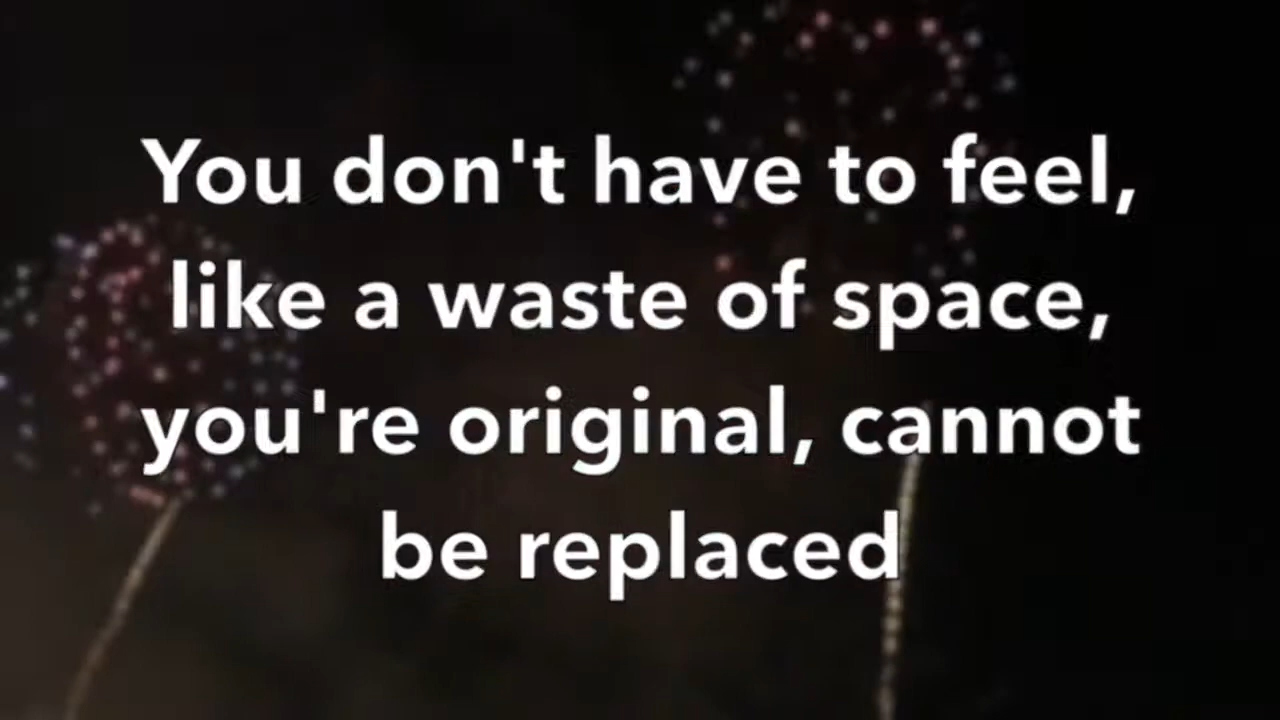 You don't have to feel,
like a waste of space,
you're original, cannot
be replaced